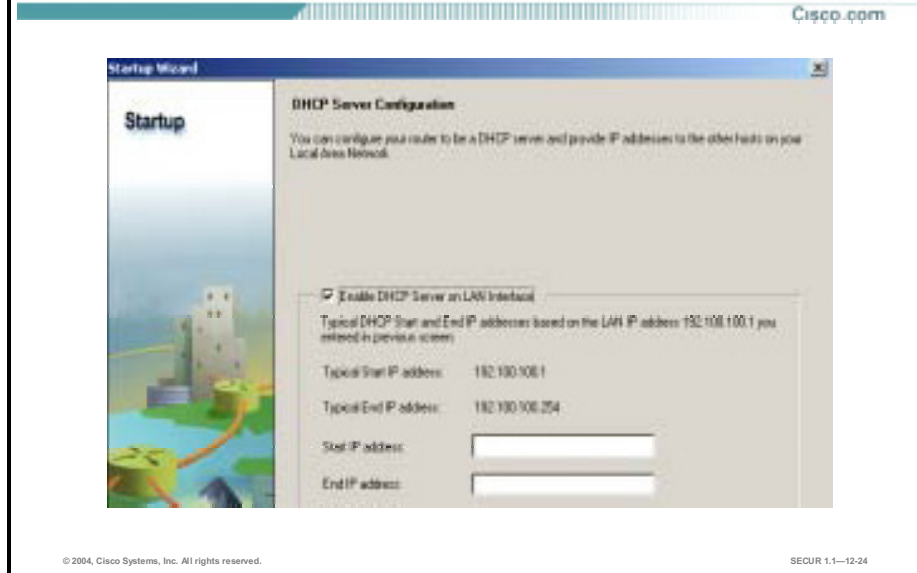 Cisco.com
Startup Wizard
Startup
DHCP Server Configuration
You can configure your router to be a DHCP server and provide IP addresses to the other hosts on your
Local Area Network
Enable DHCP Server on LAN Interface
Typical DHCP Start and End IP addresses based on the LAN IP address 192.100.100.1 you
entered in previous screen
Typical Start IP address: 192.100.100.1
Typical End IP address: 192.100.100.254
Start IP address:
End IP address:
© 2004, Cisco Systems, Inc. All rights reserved.
SECUR 1.1—12-24